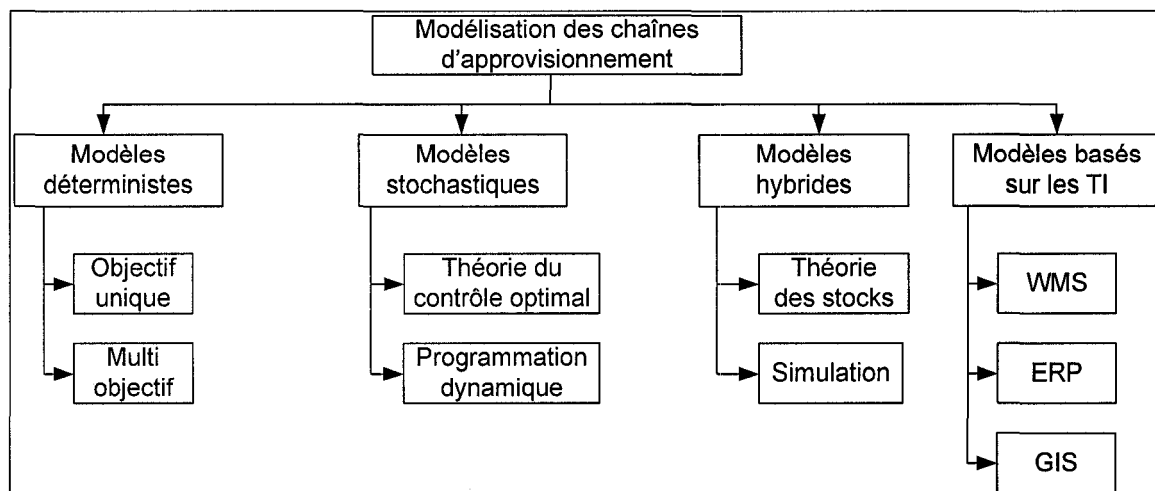 Modélisation des chaînes
d'approvisionnement
Modèles
déterministes
Modèles
stochastiques
Modèles
hybrides
Modèles basés
sur les TI
Objectif
unique
Théorie du
contrôle optimal
Théorie
des stocks
WMS
Multi
objectif
Programmation
dynamique
Simulation
ERP
GIS